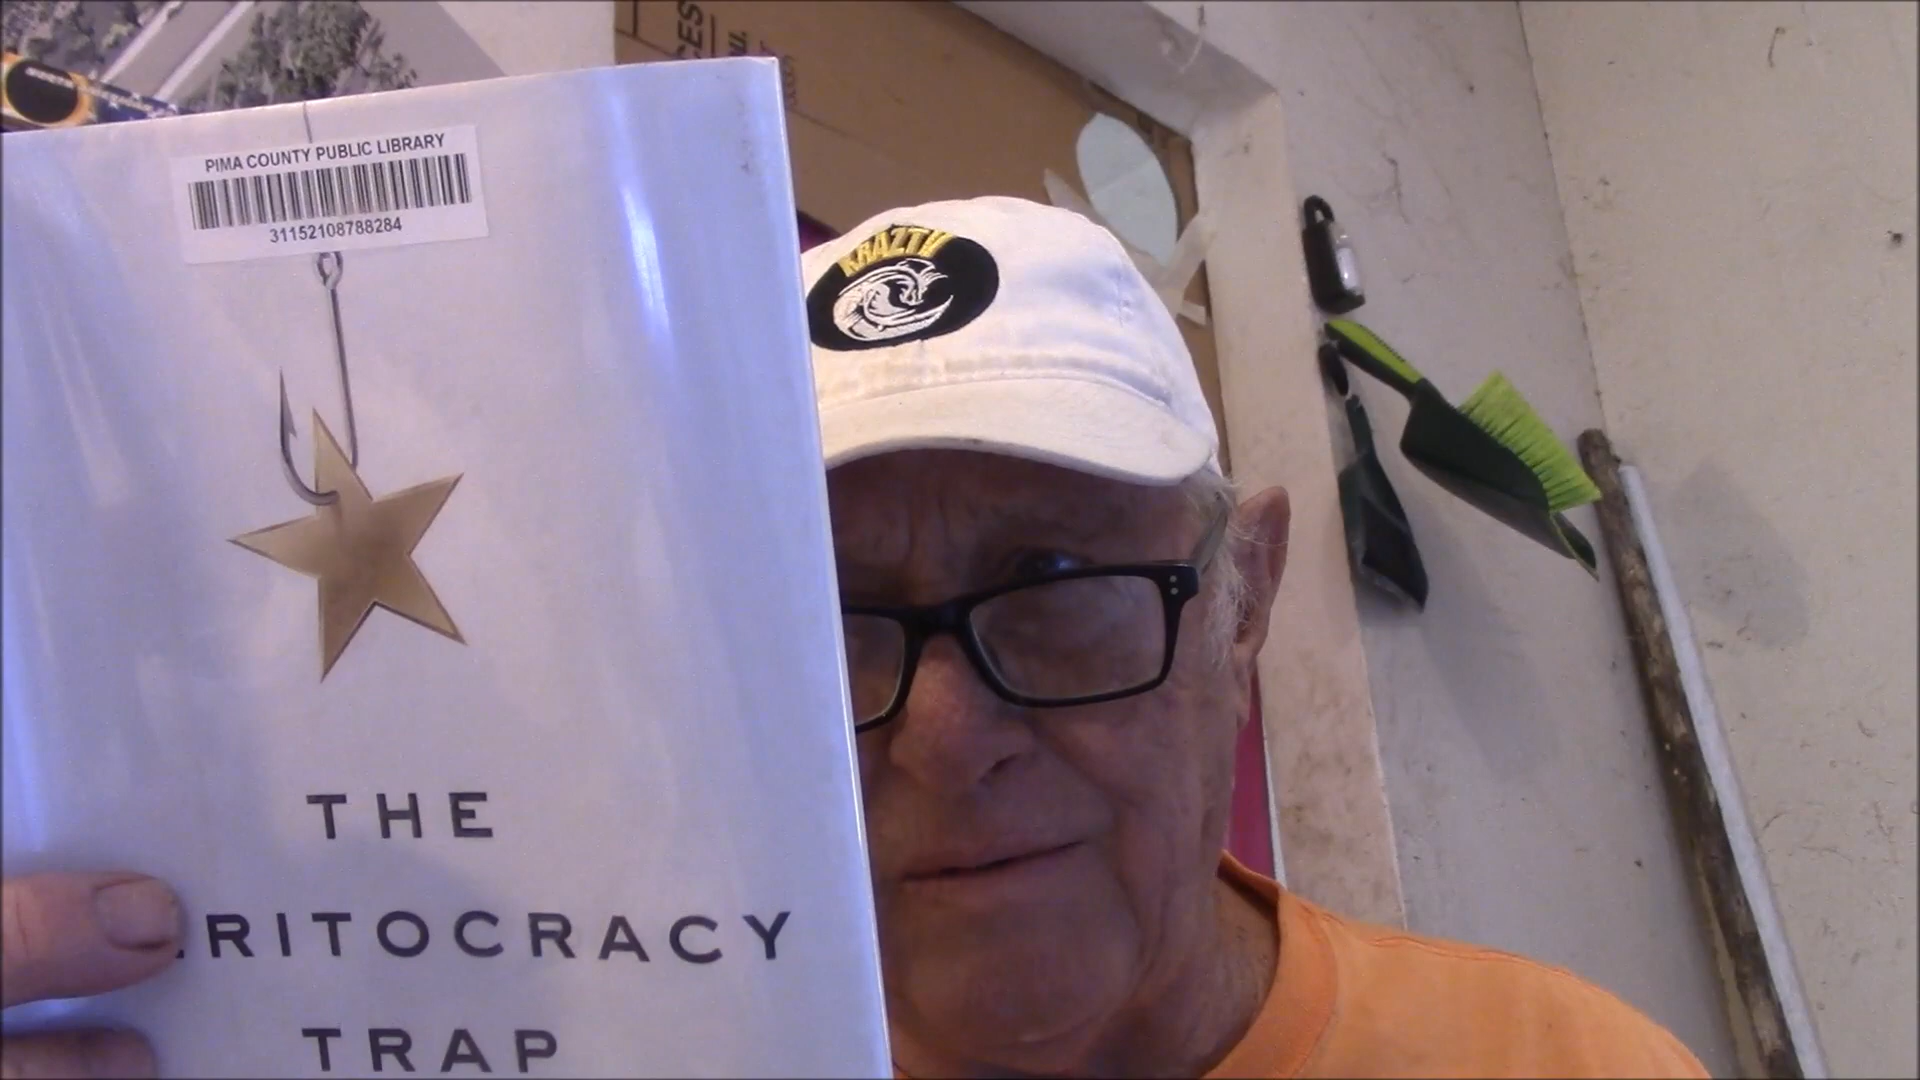 PIMA COUNTY PUBLIC LIBRARY
31152108788284
KRAZTV
THE
RITOCRACY
TRAP